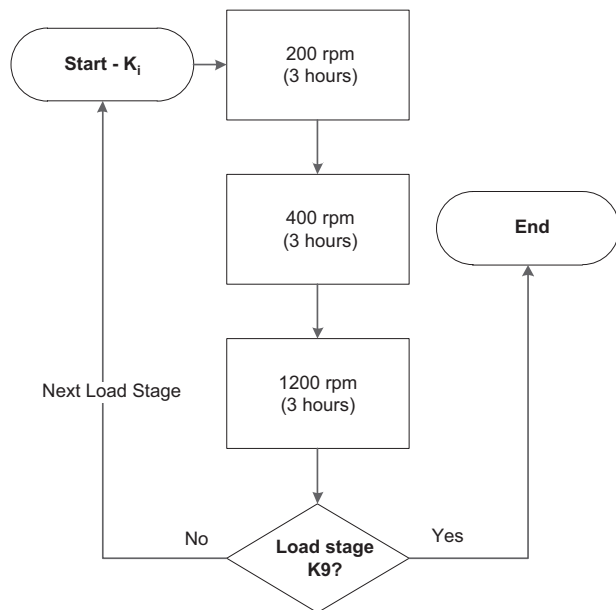 Start - Ki
200 rpm
(3 hours)
400 rpm
(3 hours)
End
1200 rpm
(3 hours)
Next Load Stage
No
Load stage
K9?
Yes